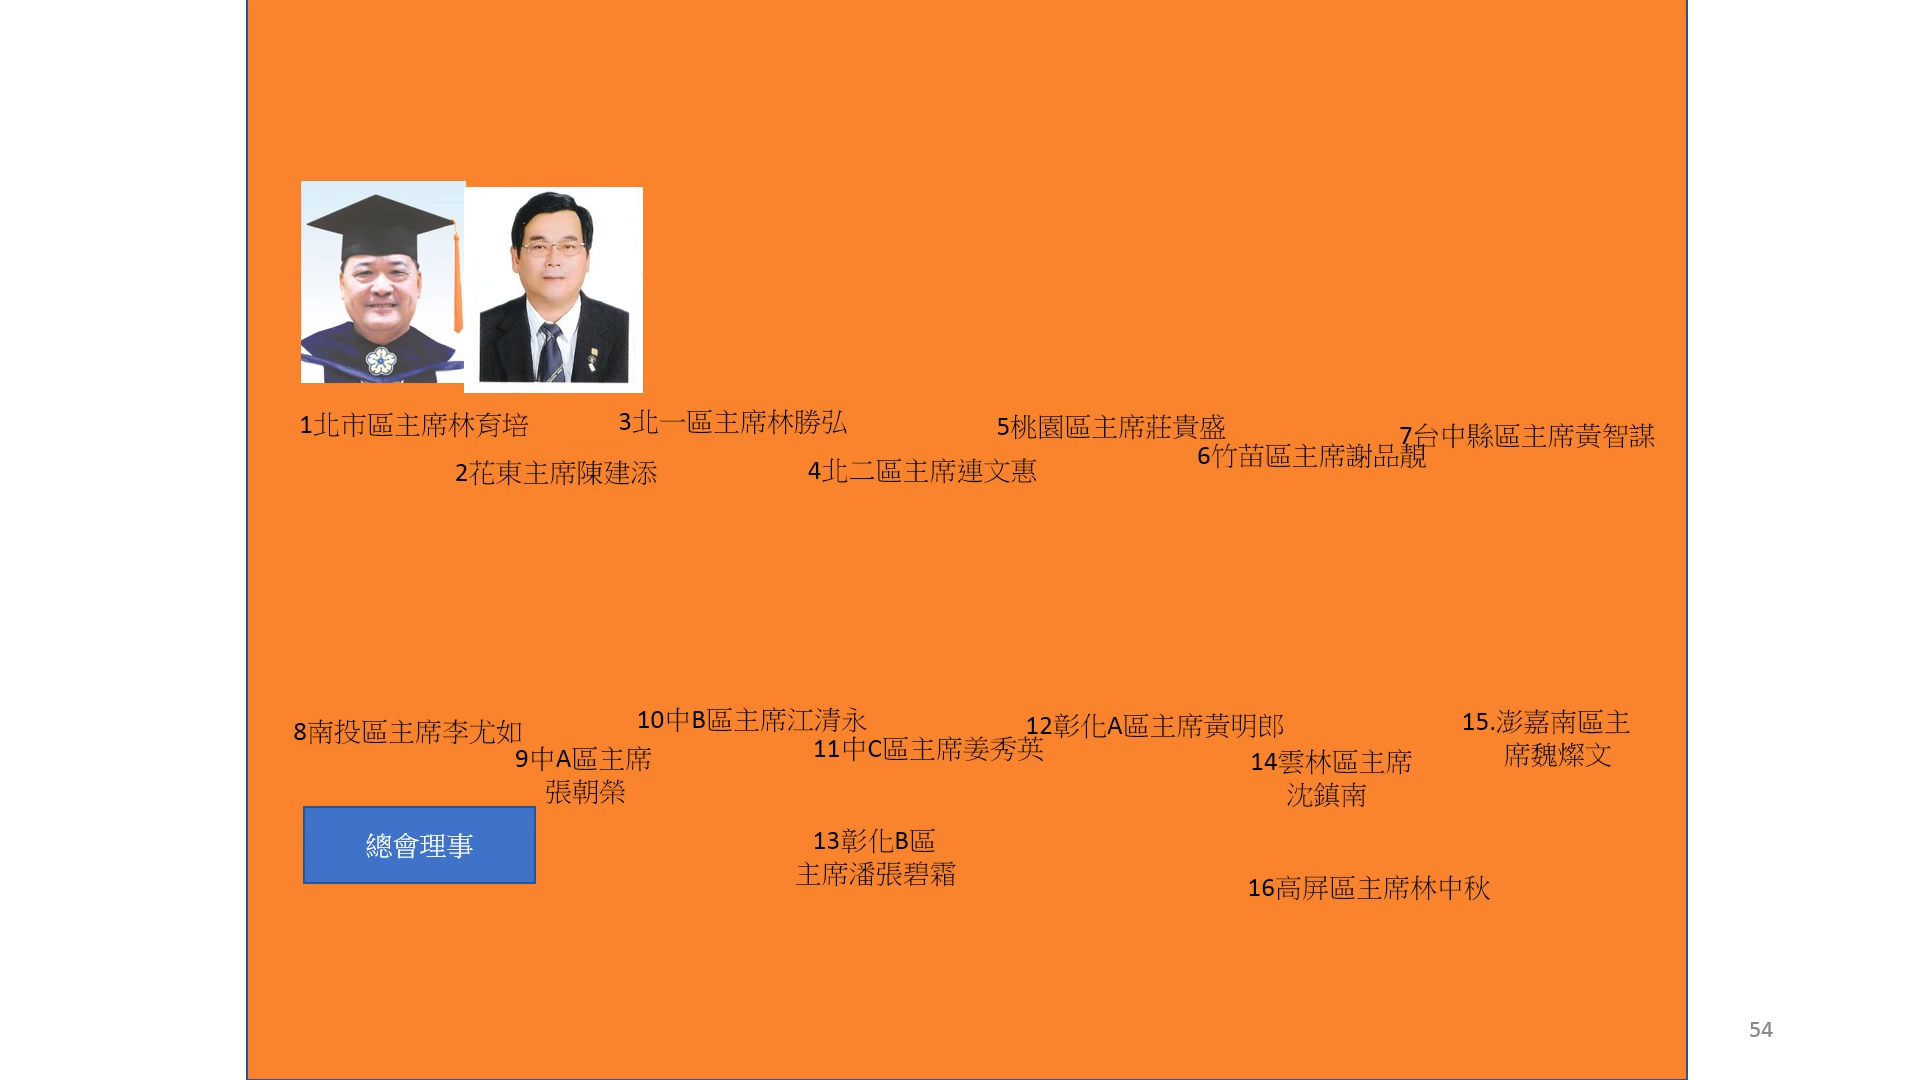 1北市區主席林育培
3北一區主席林勝弘
5桃園區主席莊貴盛
7台中縣區主席黃智謀
2花東主席陳建添
4北二區主席連文惠
6竹苗區主席謝品靚
8南投區主席李尤如
10中B區主席江清永
12彰化A區主席黃明郎
15.澎嘉南區主
席魏燦文
9中A區主席
張朝榮
11中C區主席姜秀英
14雲林區主席
沈鎮南
總會理事
13彰化B區
主席潘張碧霜
16高屏區主席林中秋
54